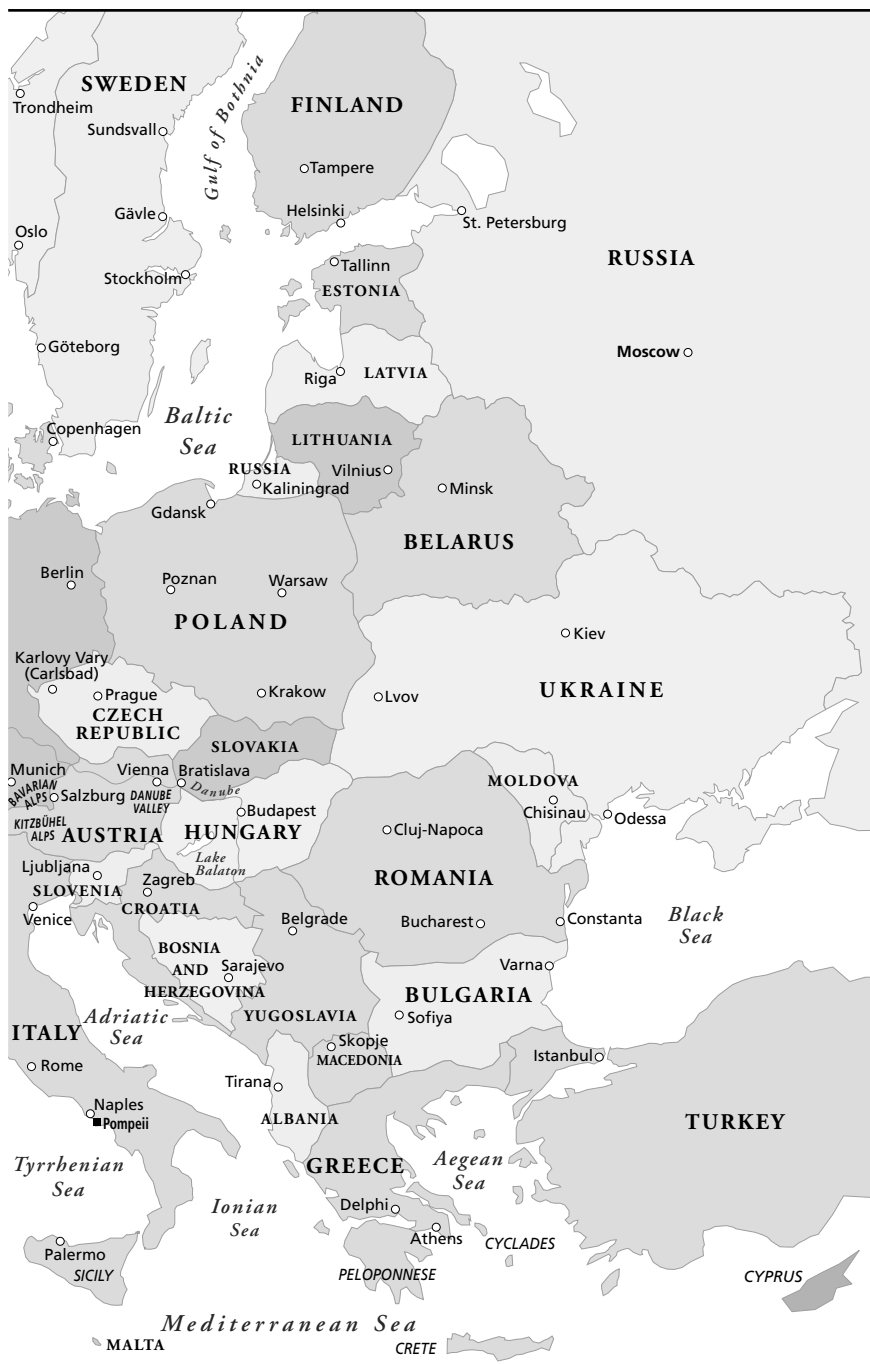 SWEDEN
Trondheim
Gulf of Bothnia
FINLAND
Sundsvall
Tampere
Gävle
Helsinki
St. Petersburg
Oslo
RUSSIA
Tallinn
Stockholm
ESTONIA
Göteborg
Moscow
Riga
LATVIA
Baltic
Sea
Copenhagen
LITHUANIA
RUSSIA
Vilnius
Kaliningrad
Minsk
Gdansk
BELARUS
Berlin
Poznan
Warsaw
POLAND
Kiev
Karlovy Vary
(Carlsbad)
Prague
Krakow
Lvov
UKRAINE
CZECH
REPUBLIC
SLOVAKIA
Munich
Vienna
Bratislava
MOLDOVA
BAVARIAN
ALPS
Salzburg
DANUBE
VALLEY
Danube
Chisinau
Budapest
Odessa
KITZBÜHEL
ALPS
AUSTRIA
HUNGARY
Cluj-Napoca
Lake
Balaton
Ljubljana
Zagreb
ROMANIA
SLOVENIA
CROATIA
Venice
Belgrade
Bucharest
Constanta
Black
Sea
BOSNIA
AND
HERZEGOVINA
Sarajevo
Varna
BULGARIA
YUGOSLAVIA
Sofiya
Adriatic
Sea
ITALY
Skopje
MACEDONIA
Istanbul
Rome
Tirana
Naples
Pompeii
ALBANIA
TURKEY
Tyrrhenian
Sea
GREECE
Aegean
Sea
Ionian
Sea
Delphi
Athens
CYCLADES
Palermo
SICILY
PELOPONNESE
CYPRUS
Mediterranean Sea
MALTA
CRETE